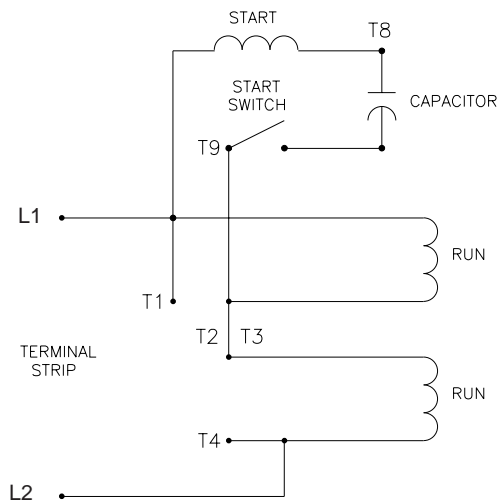 START
T8
START
SWITCH
CAPACITOR
T9
L1
RUN
T1
T2 T3
TERMINAL
STRIP
RUN
T4
L2